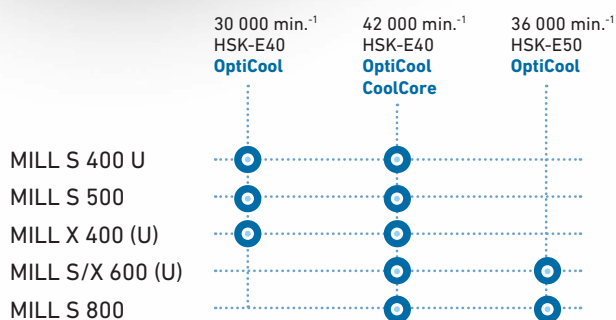 30 000 min.-1
HSK-E40
OptiCool
42 000 min.-1
HSK-E40
OptiCool
CoolCore
36 000 min.-1
HSK-E50
OptiCool
MILL S 400 U
MILL S 500
MILL X 400 (U)
MILL S/X 600 (U)
MILL S 800